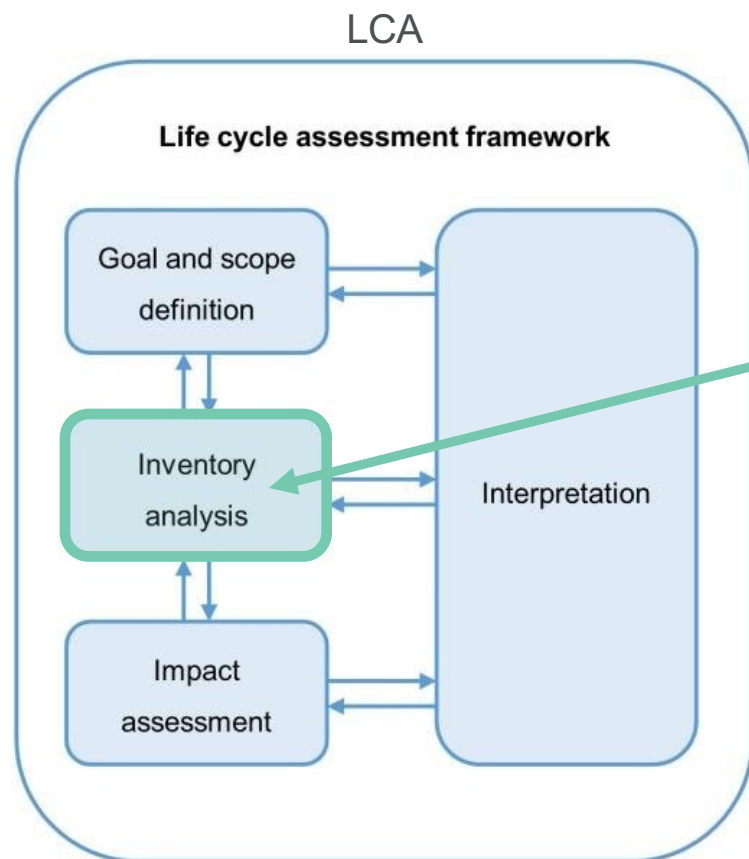 LCA
Life cycle assessment framework
Goal and scope
definition
Inventory
analysis
Interpretation
Impact
assessment